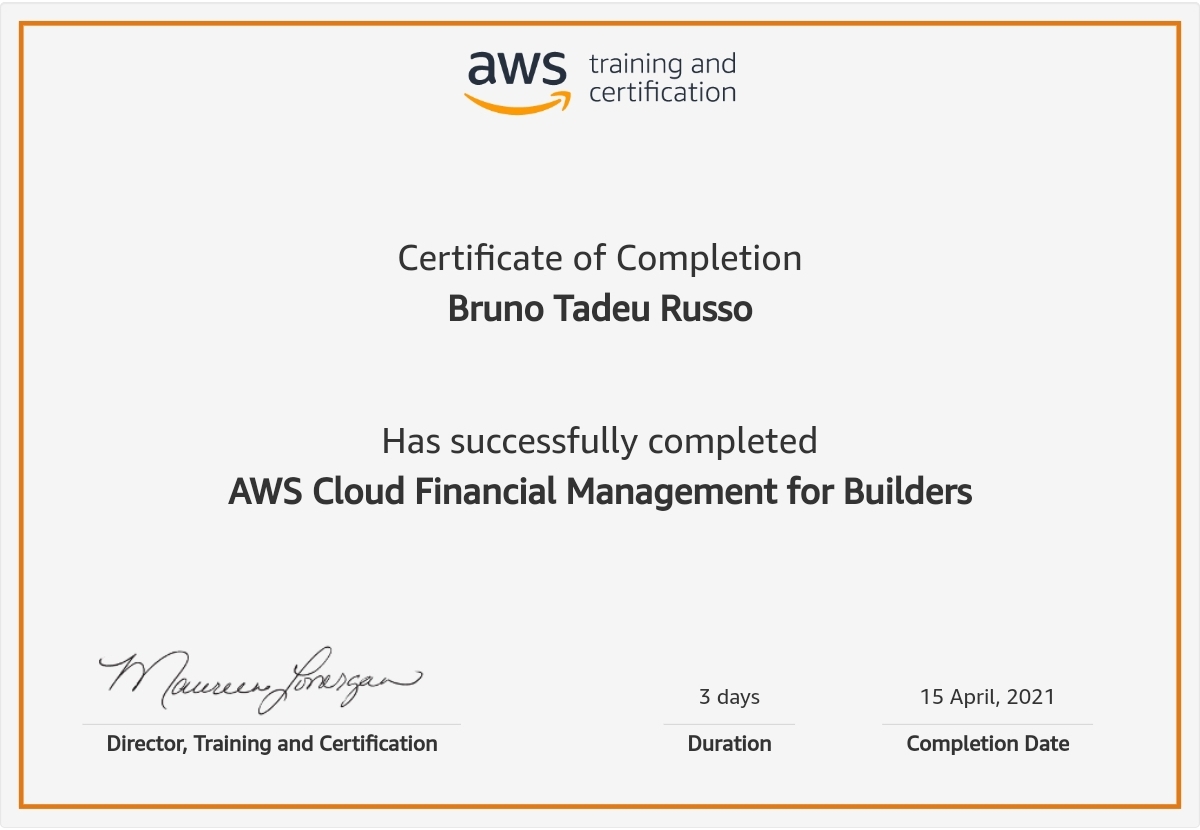 aws training and
certification
Certificate of Completion
Bruno Tadeu Russo
Has successfully completed
AWS Cloud Financial Management for Builders
Maureen Lonergan
Director, Training and Certification
3 days
Duration
15 April, 2021
Completion Date